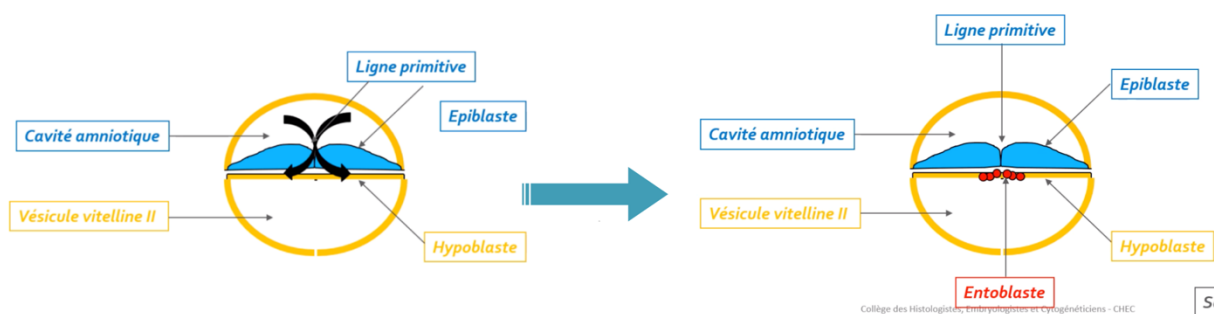 Ligne primitive
Epiblaste
Cavité amniotique
Vésicule vitelline II
Hypoblaste
Ligne primitive
Epiblaste
Cavité amniotique
Vésicule vitelline II
Hypoblaste
Entoblaste
Collège des Histologistes, Embryologistes et Cytogénéticiens - CHEC